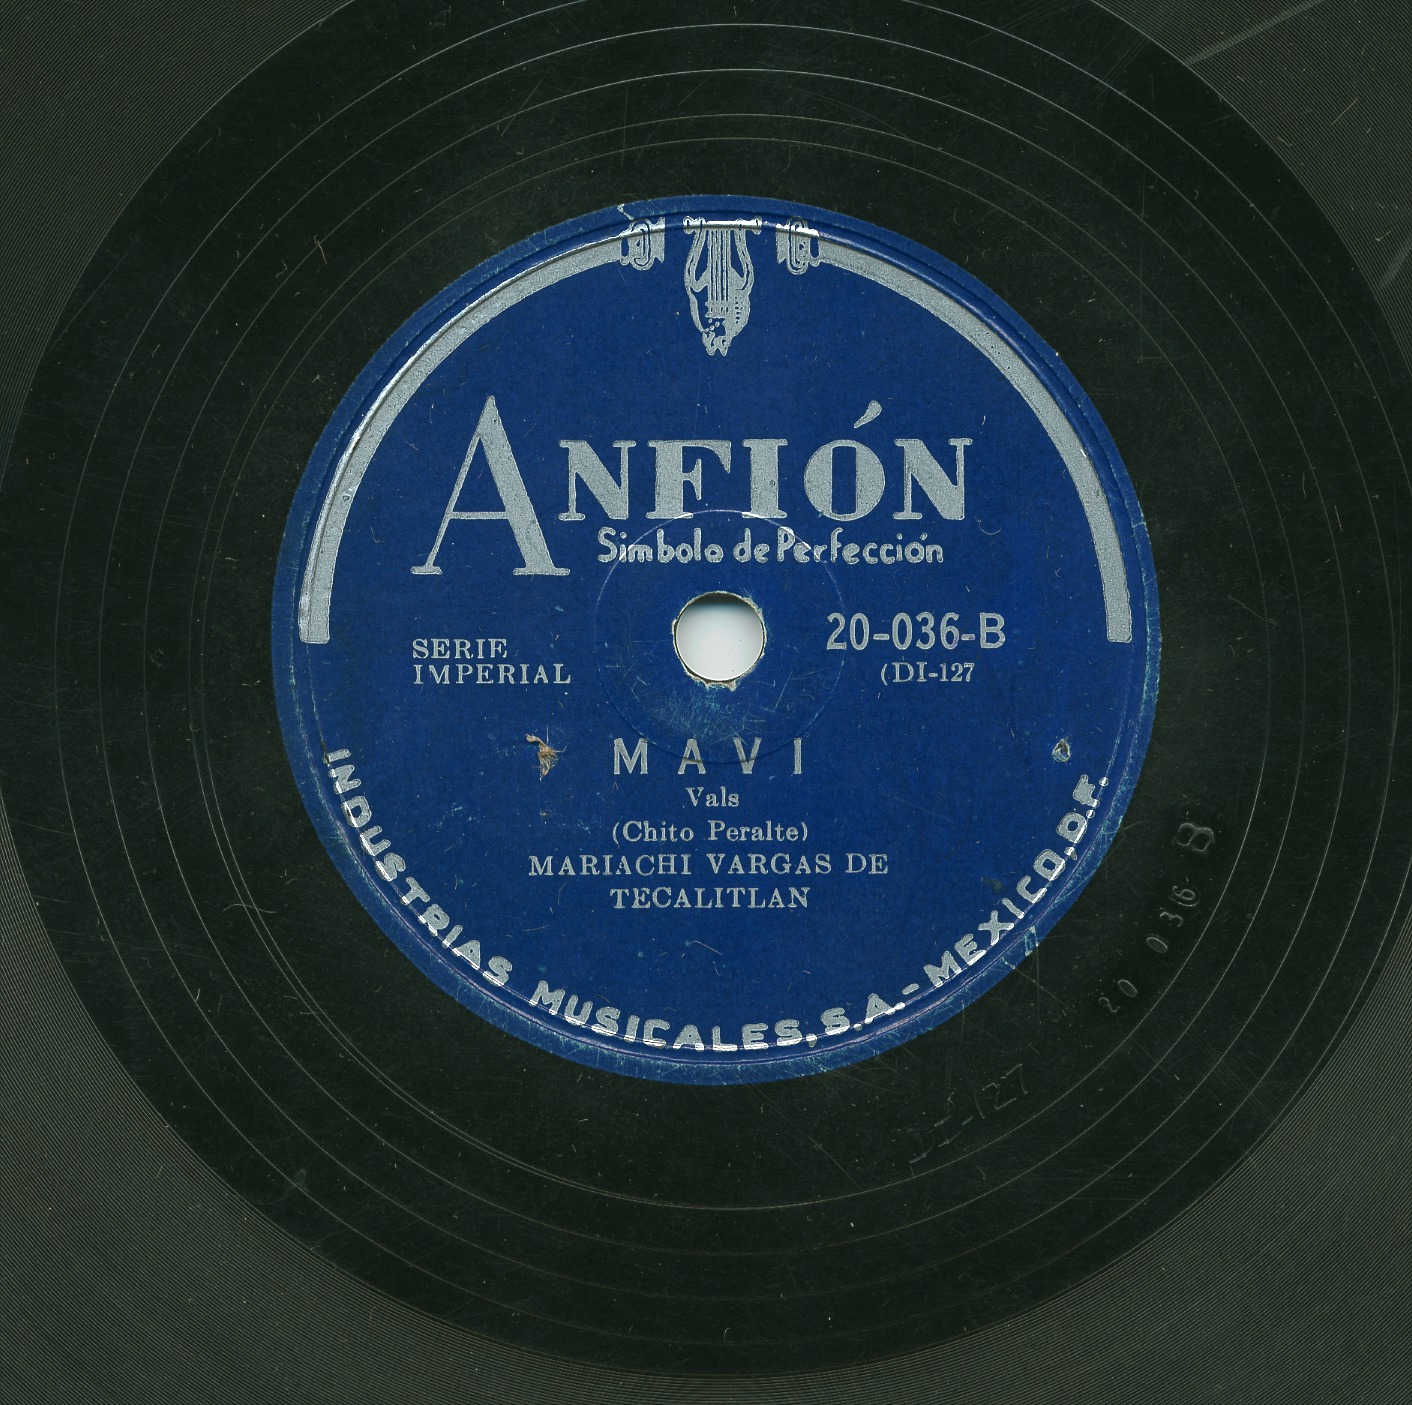 ANFIÓN
Simbolo de Perfección
SERIE
IMPERIAL
20-036-B
(DI-127
MAVI
Vals
(Chito Peralte)
MARIACHI VARGAS DE
TECALITLAN
INDUSTRIAS MUSICALES, S.A.-MEXICO, D.F.
20 036 B